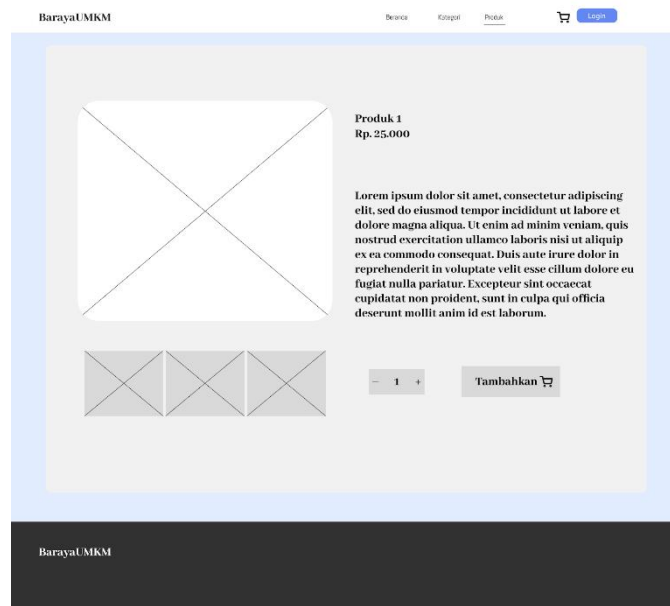 BarayaUMKM
Beranda Kategori Produk Login
Produk 1
Rp. 25.000
Lorem ipsum dolor sit amet, consectetur adipiscing
elit, sed do eiusmod tempor incididunt ut labore et
dolore magna aliqua. Ut enim ad minim veniam, quis
nostrud exercitation ullamco laboris nisi ut aliquip
ex ea commodo consequat. Duis aute irure dolor in
reprehenderit in voluptate velit esse cillum dolore eu
fugiat nulla pariatur. Excepteur sint occaecat
cupidatat non proident, sunt in culpa qui officia
deserunt mollit anim id est laborum.
− 1 + Tambahkan
BarayaUMKM